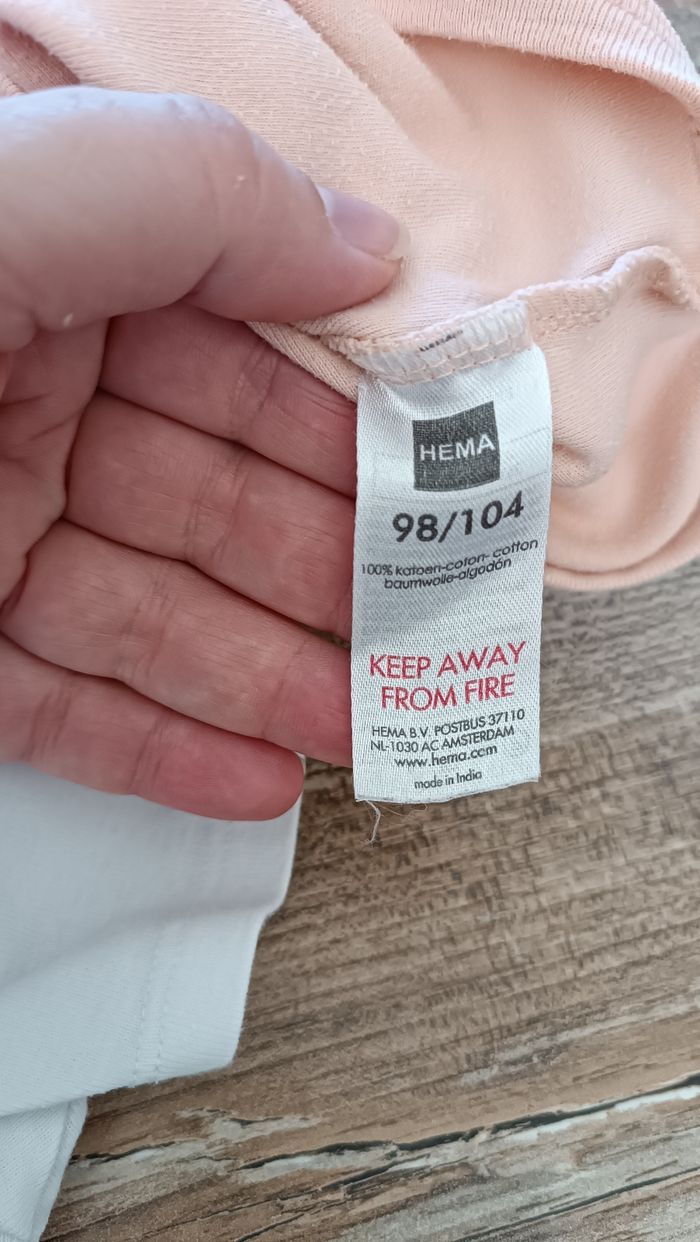 HEMA
98/104
100% katoen-coton- cotton
baumwolle-algodón
KEEP AWAY
FROM FIRE
HEMA B.V. POSTBUS 37110
NL-1030 AC AMSTERDAM
www.hema.com
made in India